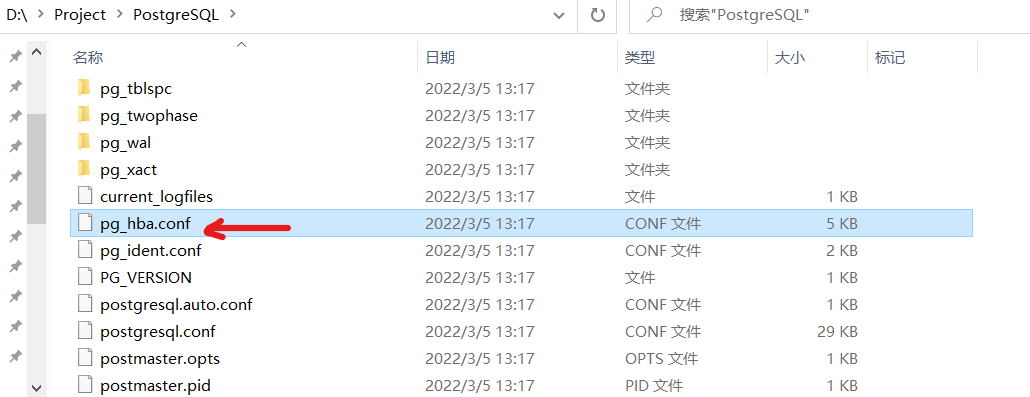 D:\ Project PostgreSQL 搜索"PostgreSQL"
名称 日期 类型 大小 标记
pg_tblspc 2022/3/5 13:17 文件夹
pg_twophase 2022/3/5 13:17 文件夹
pg_wal 2022/3/5 13:17 文件夹
pg_xact 2022/3/5 13:17 文件夹
current_logfiles 2022/3/5 13:17 文件 1 KB
pg_hba.conf 2022/3/5 13:17 CONF 文件 5 KB
pg_ident.conf 2022/3/5 13:17 CONF 文件 2 KB
PG_VERSION 2022/3/5 13:17 文件 1 KB
postgresql.auto.conf 2022/3/5 13:17 CONF 文件 1 KB
postgresql.conf 2022/3/5 13:17 CONF 文件 29 KB
postmaster.opts 2022/3/5 13:17 OPTS 文件 1 KB
postmaster.pid 2022/3/5 13:17 PID 文件 1 KB